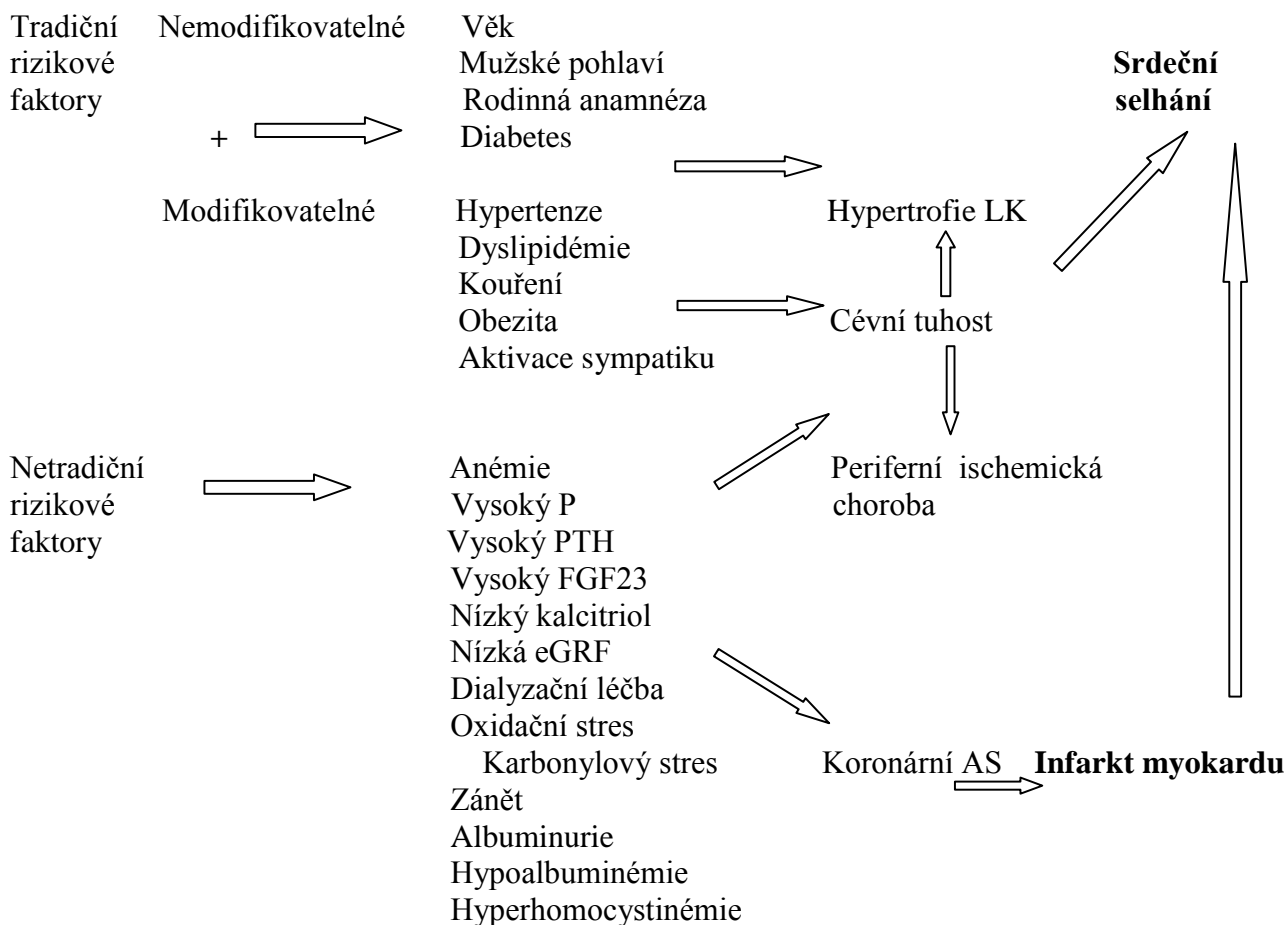 Tradiční rizikové faktory
Nemodifikovatelné
+
Modifikovatelné
Věk
Mužské pohlaví
Rodinná anamnéza
Diabetes
Hypertenze
Dyslipidémie
Kouření
Obezita
Aktivace sympatiku
Hypertrofie LK
Cévní tuhost
Periferní ischemická
choroba
Srdeční
selhání
Netradiční
rizikové
faktory
Anémie
Vysoký P
Vysoký PTH
Vysoký FGF23
Nízký kalcitriol
Nízká eGRF
Dialyzační léčba
Oxidační stres
Karbonylový stres
Zánět
Albuminurie
Hypoalbuminémie
Hyperhomocystinémie
Koronární AS
Infarkt myokardu